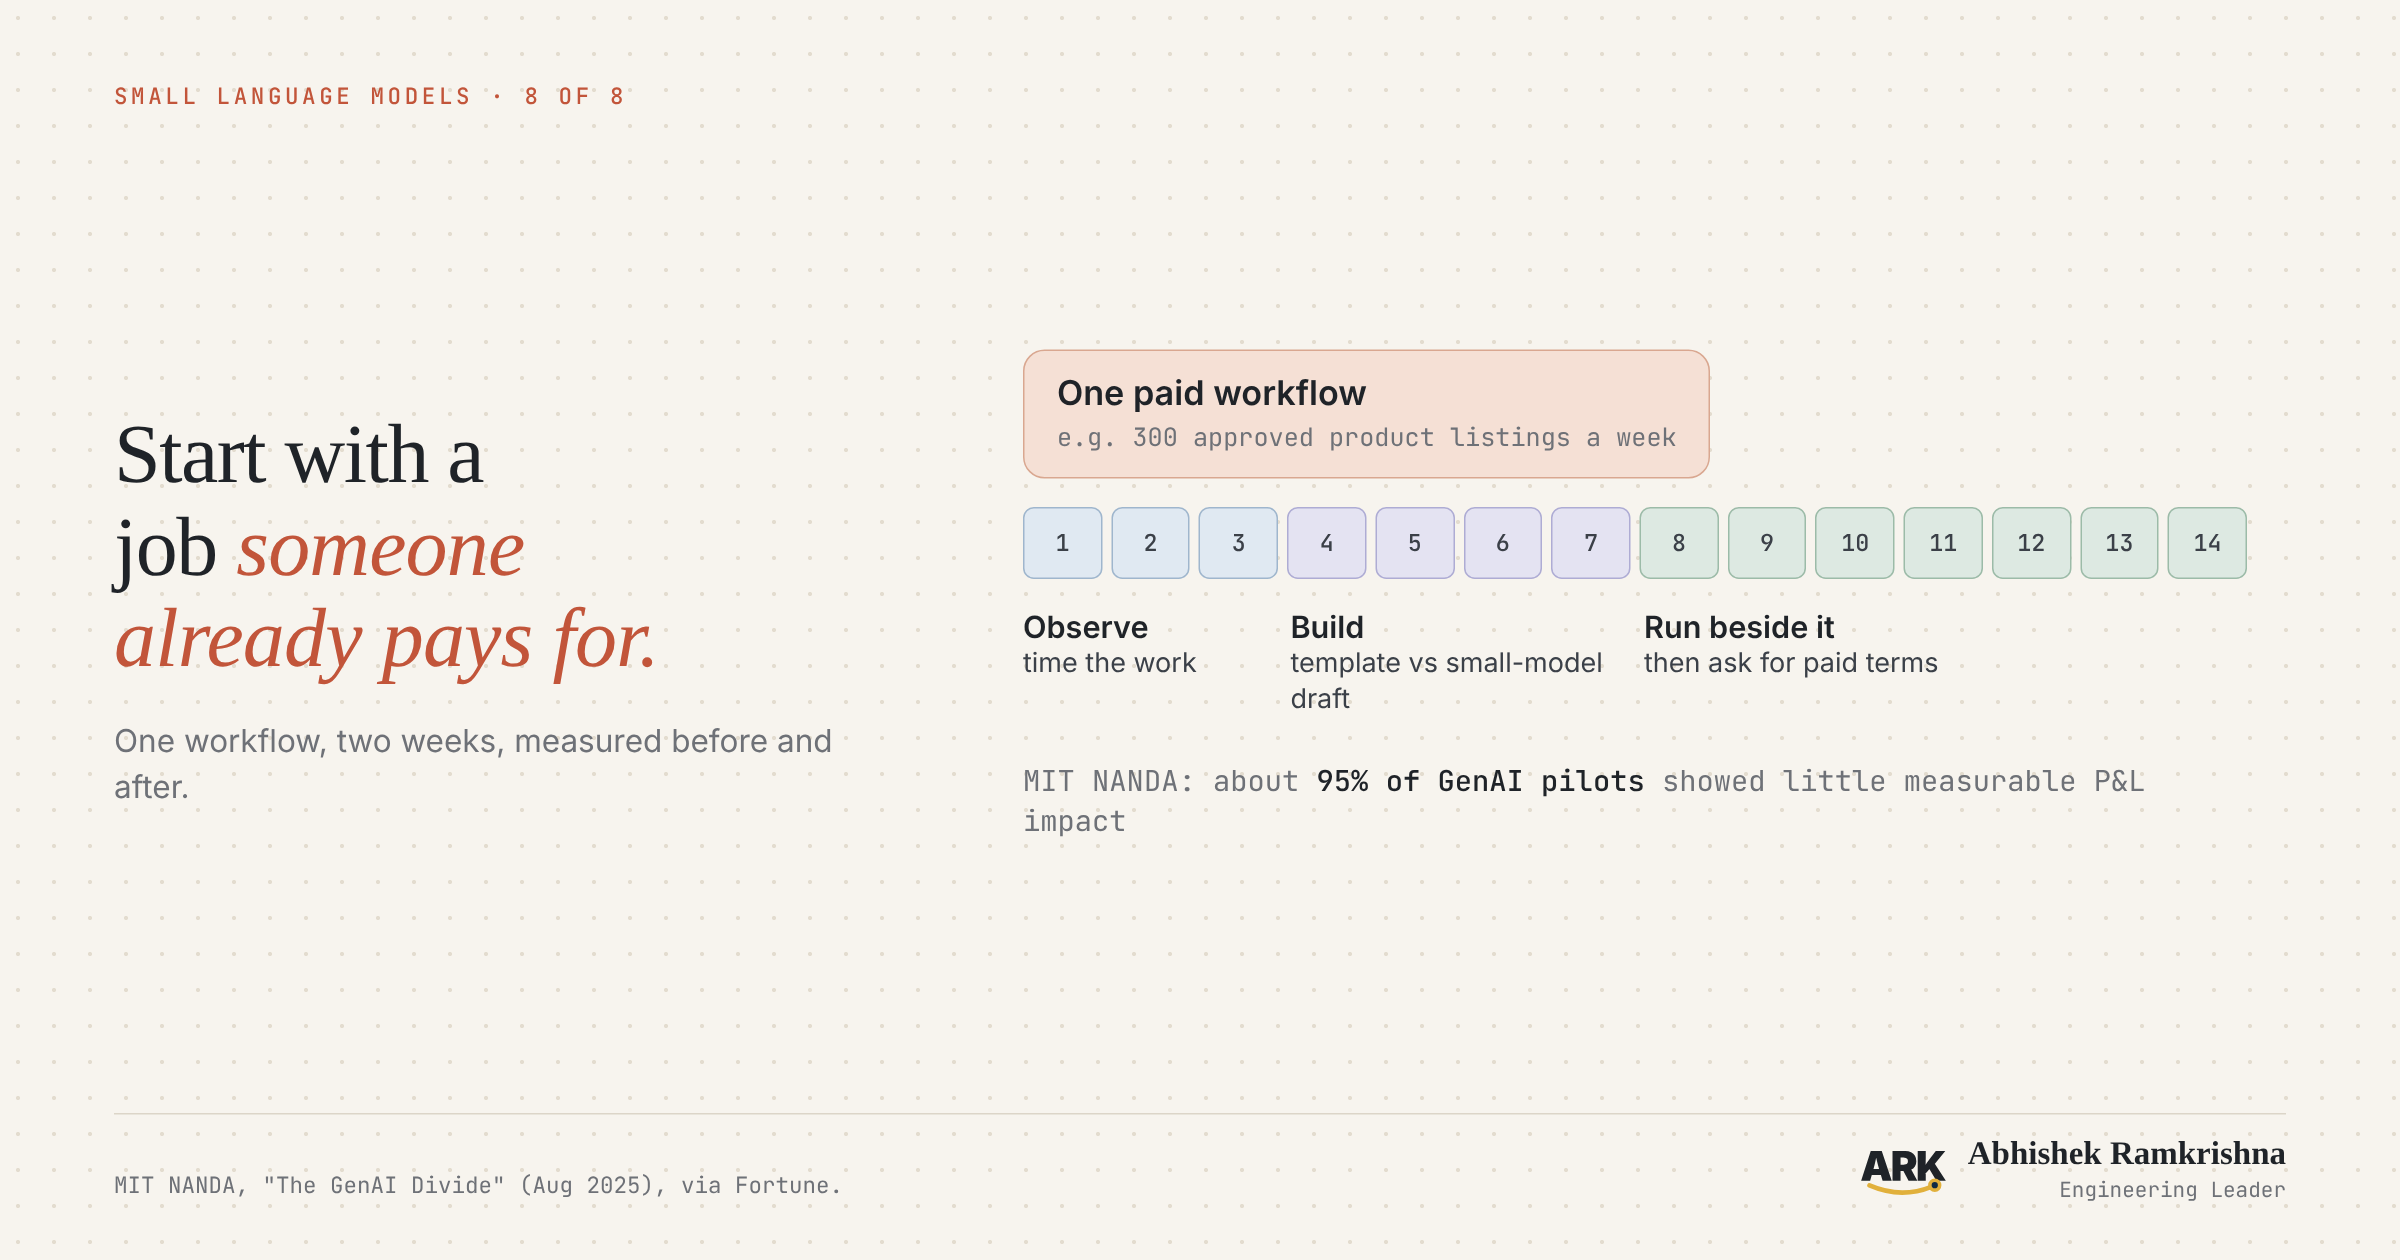 SMALL LANGUAGE MODELS · 8 OF 8
Start with a
job someone
already pays for.
One workflow, two weeks, measured before and
after.
One paid workflow
e.g. 300 approved product listings a week
1 2 3 4 5 6 7 8 9 10 11 12 13 14
Observe
time the work
Build
template vs small-model
draft
Run beside it
then ask for paid terms
MIT NANDA: about 95% of GenAI pilots showed little measurable P&L
impact
MIT NANDA, "The GenAI Divide" (Aug 2025), via Fortune.
ARK
Abhishek Ramkrishna
Engineering Leader